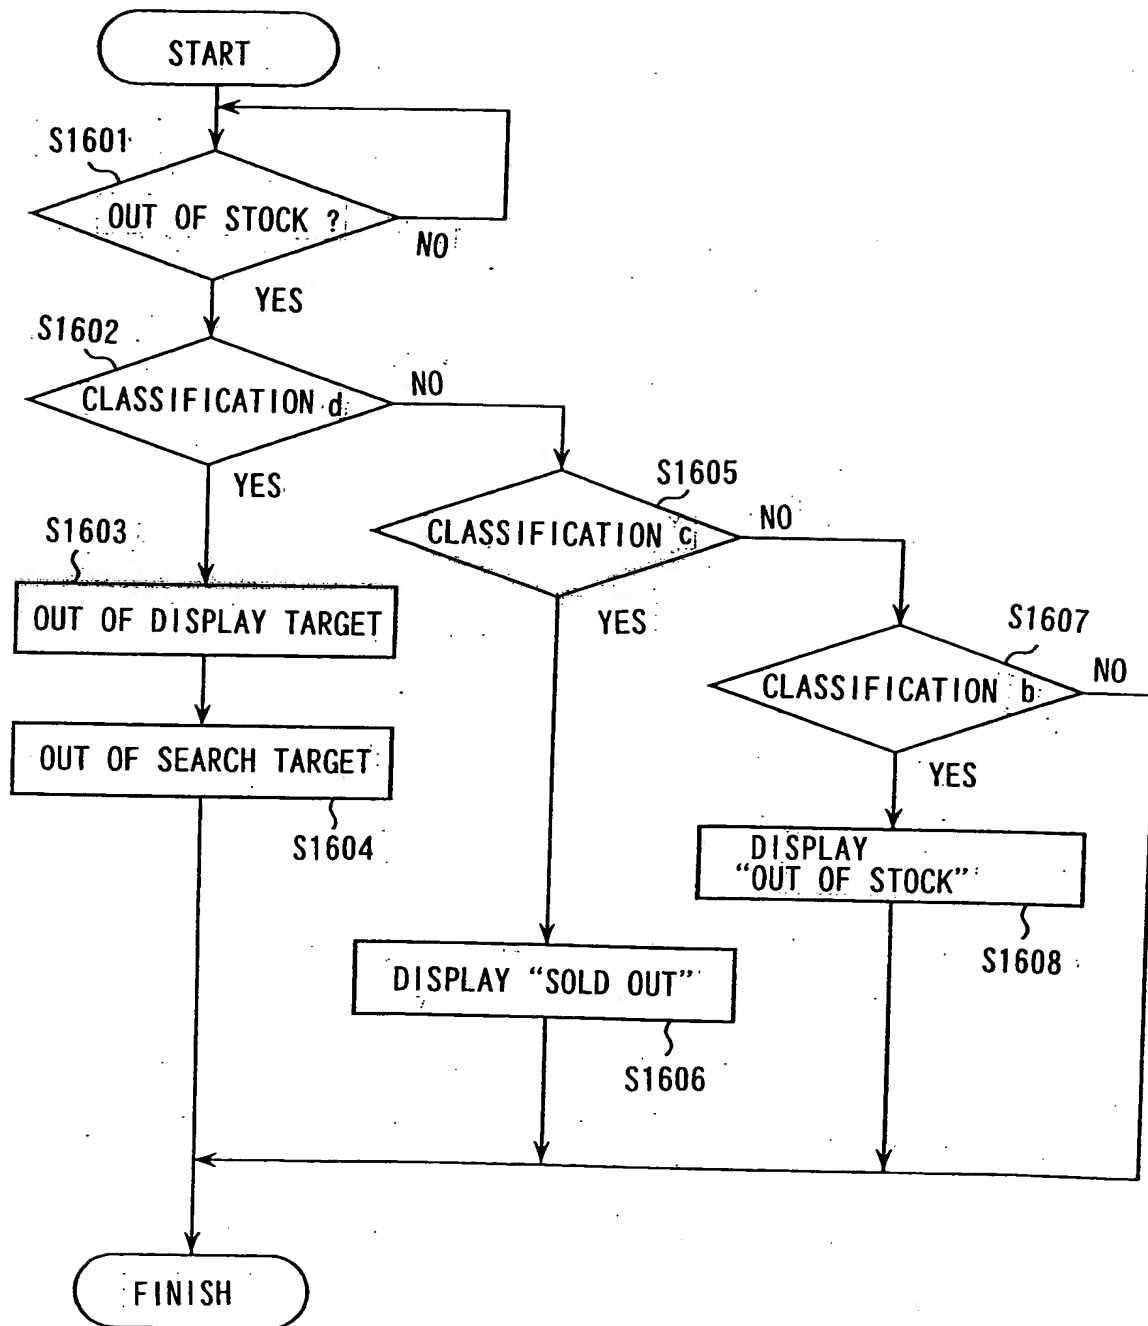 START
S1601
OUT OF STOCK ?
NO
YES
S1602
CLASSIFICATION d
NO
YES
S1605
CLASSIFICATION c
NO
YES
S1603
OUT OF DISPLAY TARGET
S1607
CLASSIFICATION b
NO
YES
OUT OF SEARCH TARGET
S1604
DISPLAY
“OUT OF STOCK”
S1608
DISPLAY “SOLD OUT”
S1606
FINISH